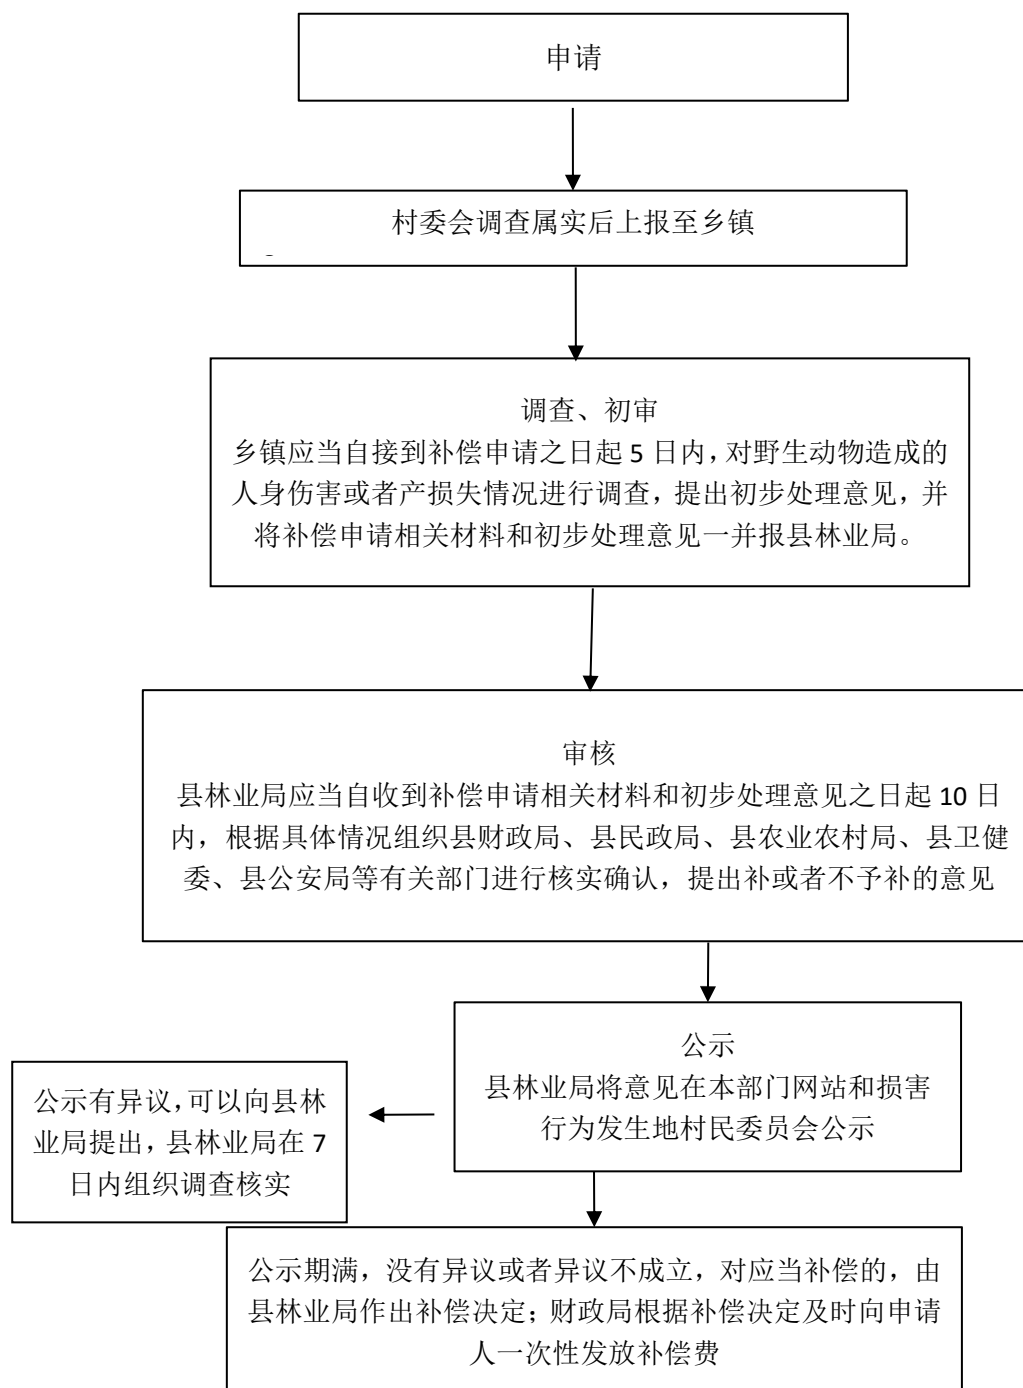 申请
村委会调查属实后上报至乡镇
调查、初审
乡镇应当自接到补偿申请之日起 5 日内，对野生动物造成的
人身伤害或者产损失情况进行调查，提出初步处理意见，并
将补偿申请相关材料和初步处理意见一并报县林业局。
审核
县林业局应当自收到补偿申请相关材料和初步处理意见之日起 10 日
内，根据具体情况组织县财政局、县民政局、县农业农村局、县卫健
委、县公安局等有关部门进行核实确认，提出补或者不予补的意见
公示
县林业局将意见在本部门网站和损害
行为发生地村民委员会公示
公示有异议，可以向县林
业局提出，县林业局在 7
日内组织调查核实
公示期满，没有异议或者异议不成立，对应当补偿的，由
县林业局作出补偿决定；财政局根据补偿决定及时向申请
人一次性发放补偿费